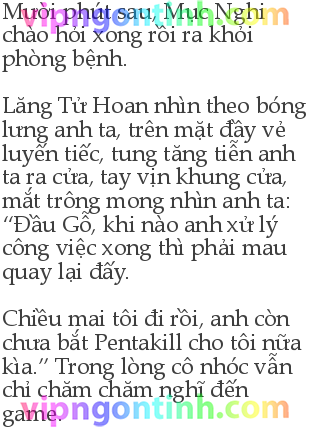 Mười phút sau, Mục Nghi
chào hỏi xong rồi ra khỏi
phòng bệnh.
Lăng Tử Hoan nhìn theo bóng
lưng anh ta, trên mặt đầy vẻ
luyến tiếc, tung tăng tiễn anh
ta ra cửa, tay vịn khung cửa,
mắt trông mong nhìn anh ta:
“Đầu Gỗ, khi nào anh xử lý
công việc xong thì phải mau
quay lại đấy.
Chiều mai tôi đi rồi, anh còn
chưa bắt Pentakill cho tôi nữa
kìa.” Trong lòng cô nhóc vẫn
chỉ chăm chăm nghĩ đến
game.
vipngontinh.com
vipngontinh.com